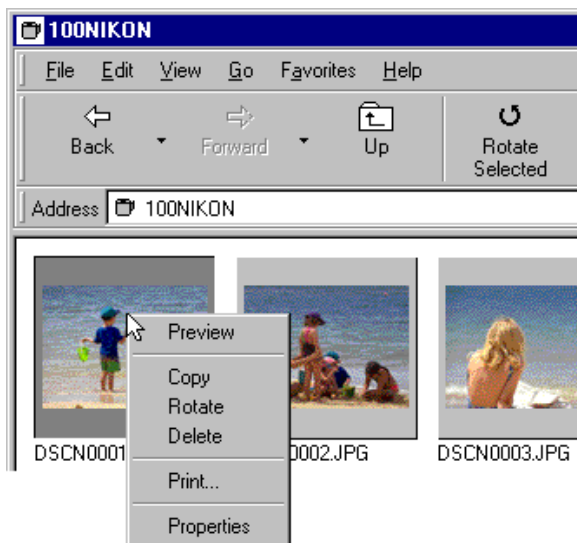 100NIKON
File Edit View Go Favorites Help
Back Forward Up Rotate
Selected
Address 100NIKON
Preview
Copy
Rotate
Delete
DSCN0001 0002.JPG DSCN0003.JPG
Print...
Properties